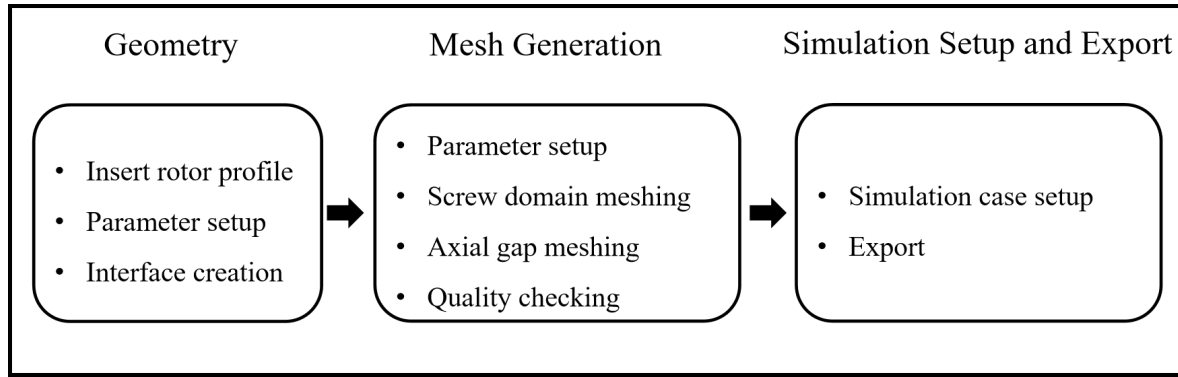 Geometry
Mesh Generation
Simulation Setup and Export
• Insert rotor profile
• Parameter setup
• Interface creation
• Parameter setup
• Screw domain meshing
• Axial gap meshing
• Quality checking
• Simulation case setup
• Export